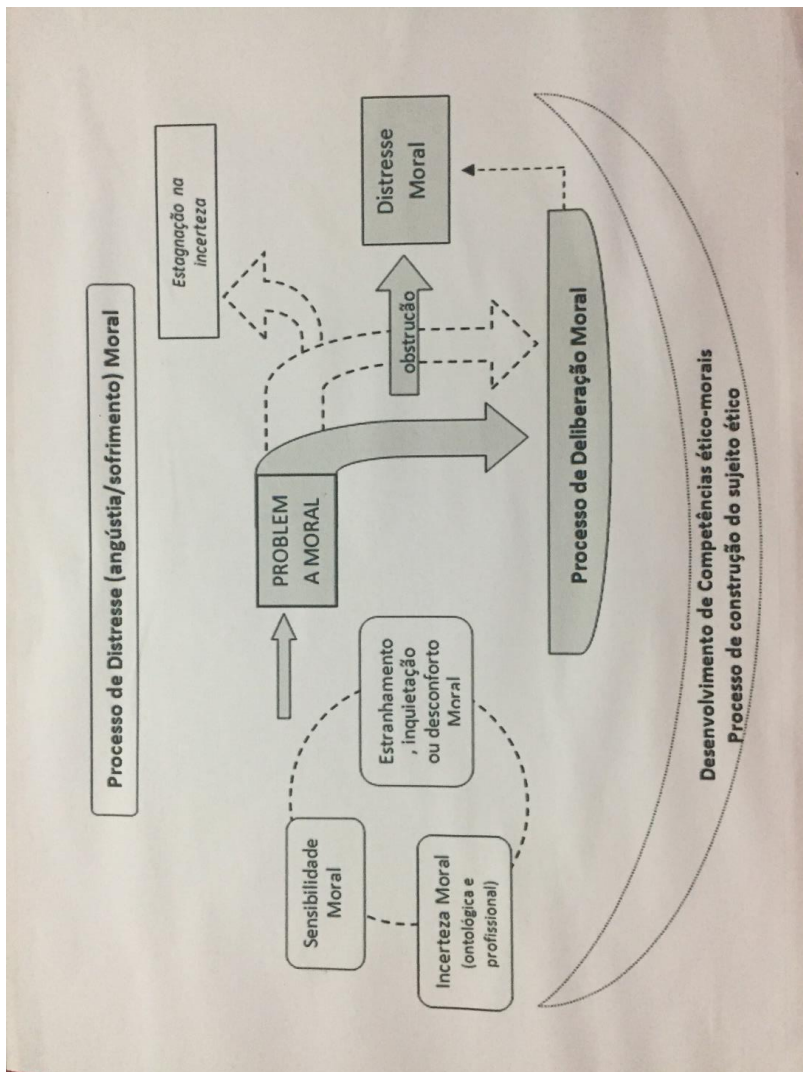 Processo de Distresse (angústia/sofrimento) Moral
Sensibilidade
Moral
Incerteza Moral
(ontológica e
profissional)
Estranhamento
, inquietação
ou desconforto
Moral
PROBLEM
A MORAL
Estagnação na
incerteza
obstrução
Distresse
Moral
Processo de Deliberação Moral
Desenvolvimento de Competências ético-morais
Processo de construção do sujeito ético